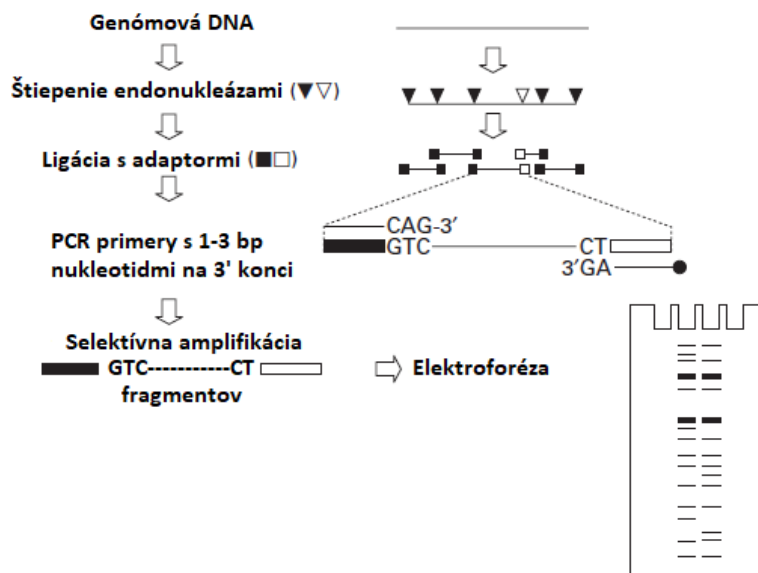 Genómová DNA
Štiepenie endonukleázami (▼▽)
Ligácia s adaptormi (■□)
CAG-3′
GTC
CT
3′GA
PCR primery s 1-3 bp
nukleotidmi na 3' konci
Selektívna amplifikácia
GTC-----------CT
fragmentov
Elektroforéza